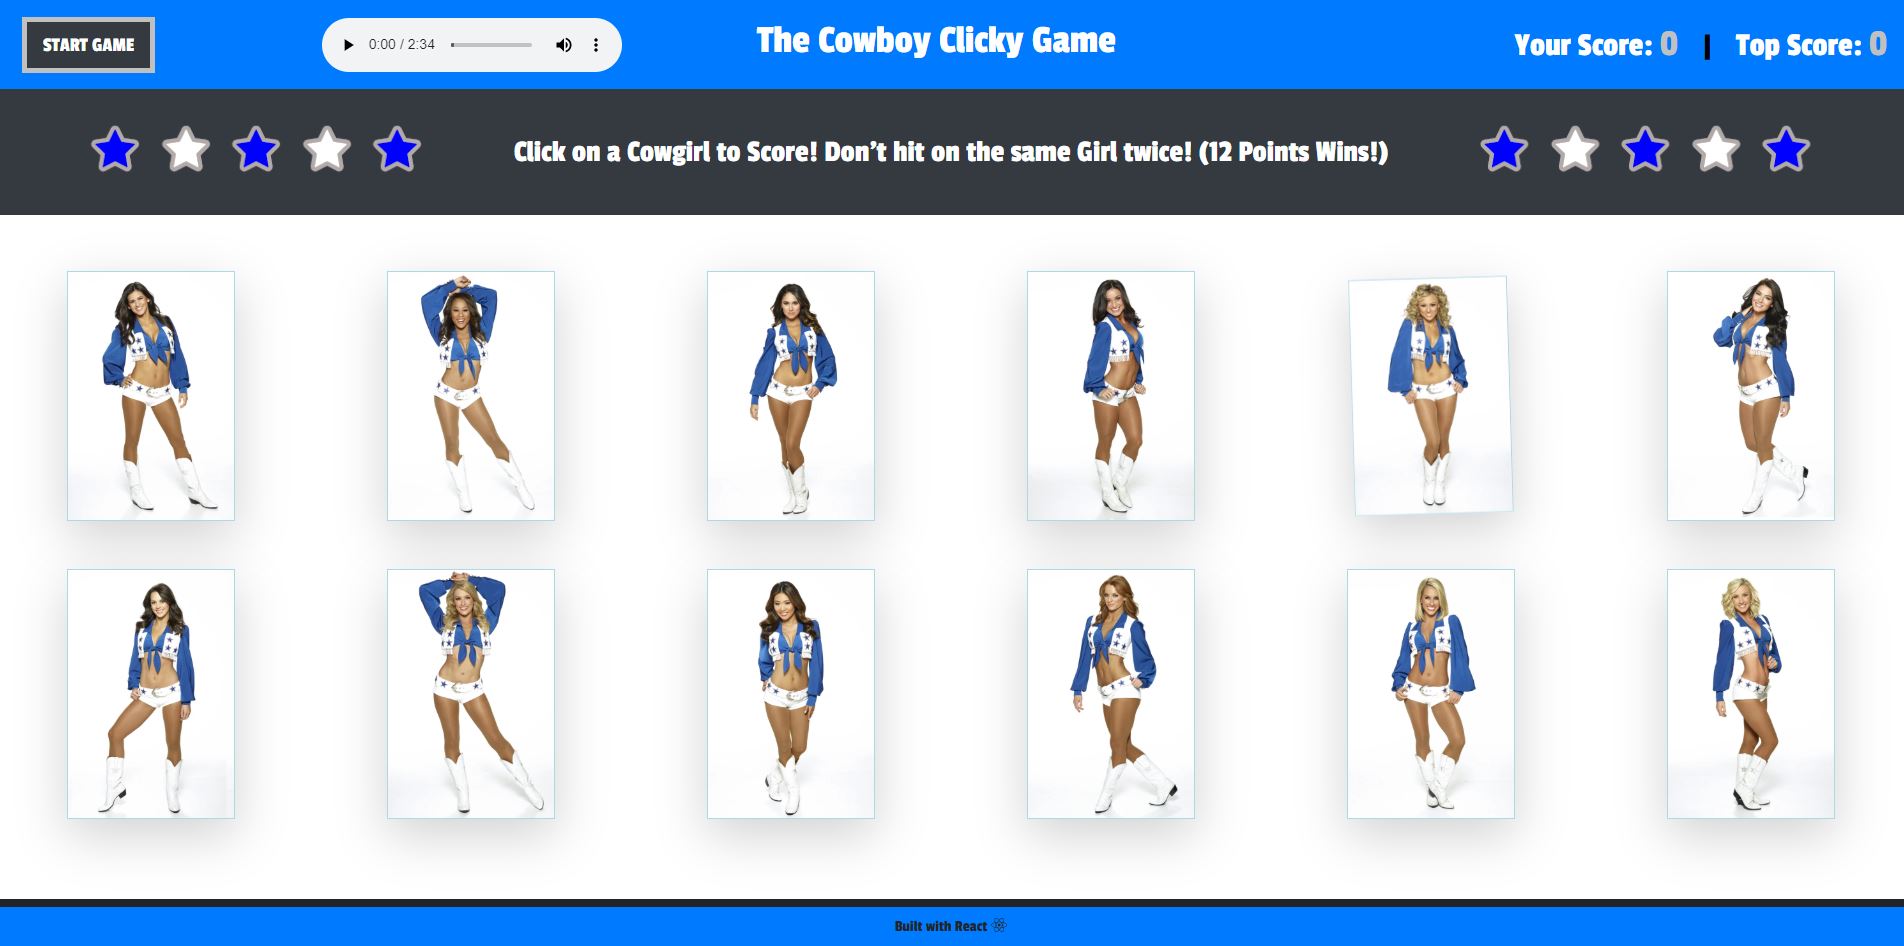 START GAME
0:00 / 2:34
The Cowboy Clicky Game
Your Score: 0 | Top Score: 0
Click on a Cowgirl to Score! Don't hit on the same Girl twice! (12 Points Wins!)
Built with React